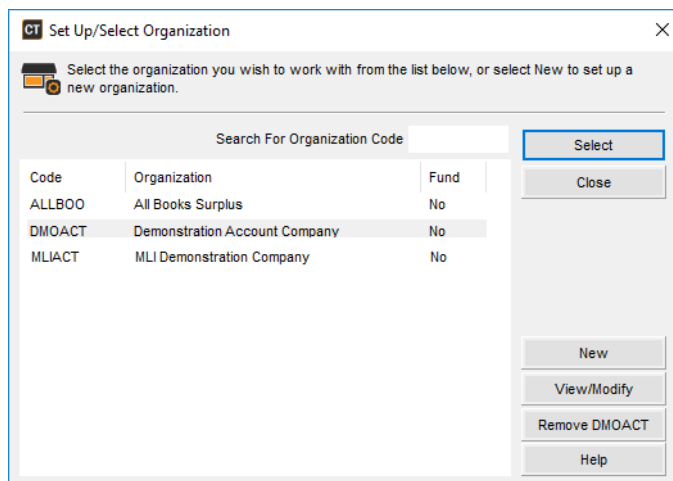 CT Set Up/Select Organization
Select the organization you wish to work with from the list below, or select New to set up a
new organization.
Search For Organization Code
Select
Code Organization Fund
Close
ALLBOO All Books Surplus No
DMOACT Demonstration Account Company No
MLIACT MLI Demonstration Company No
New
View/Modify
Remove DMOACT
Help